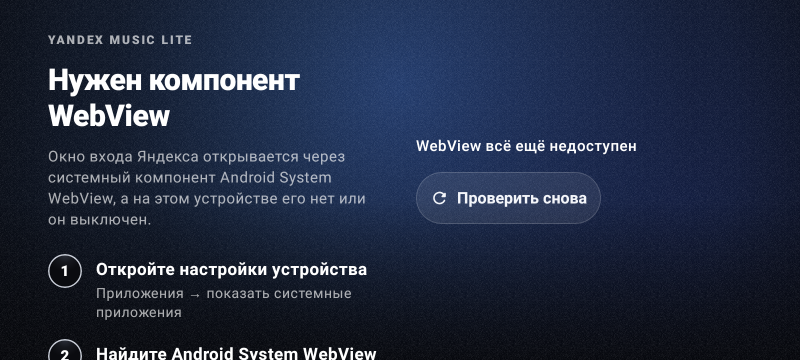 YANDEX MUSIC LITE
Нужен компонент
WebView
Окно входа Яндекса открывается через
системный компонент Android System
WebView, а на этом устройстве его нет или
он выключен.
1 Откройте настройки устройства
Приложения → показать системные
приложения
2 Найдите Android System WebView
WebView всё ещё недоступен
Проверить снова